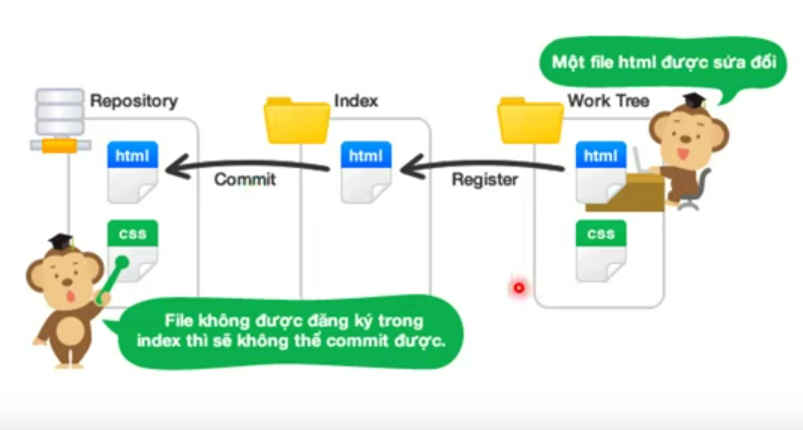 Một file html được sửa đổi
Repository
Index
Work Tree
html
html
html
Commit
Register
css
css
File không được đăng ký trong
index thì sẽ không thể commit được.